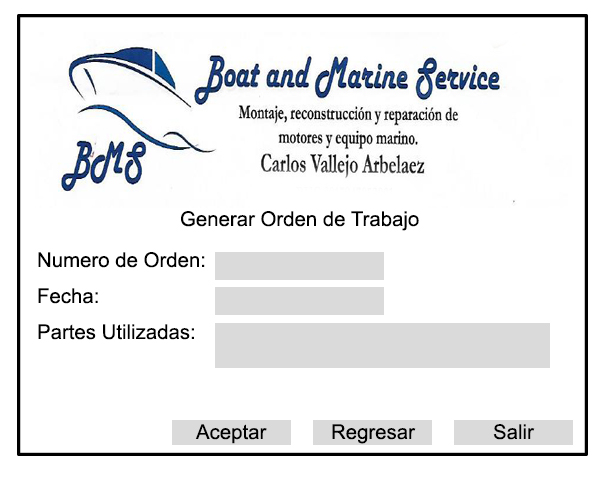 Boat and Marine Service
Montaje, reconstrucción y reparación de
motores y equipo marino.
Carlos Vallejo Arbelaez
BMS
Generar Orden de Trabajo
Numero de Orden:
Fecha:
Partes Utilizadas:
Aceptar Regresar Salir